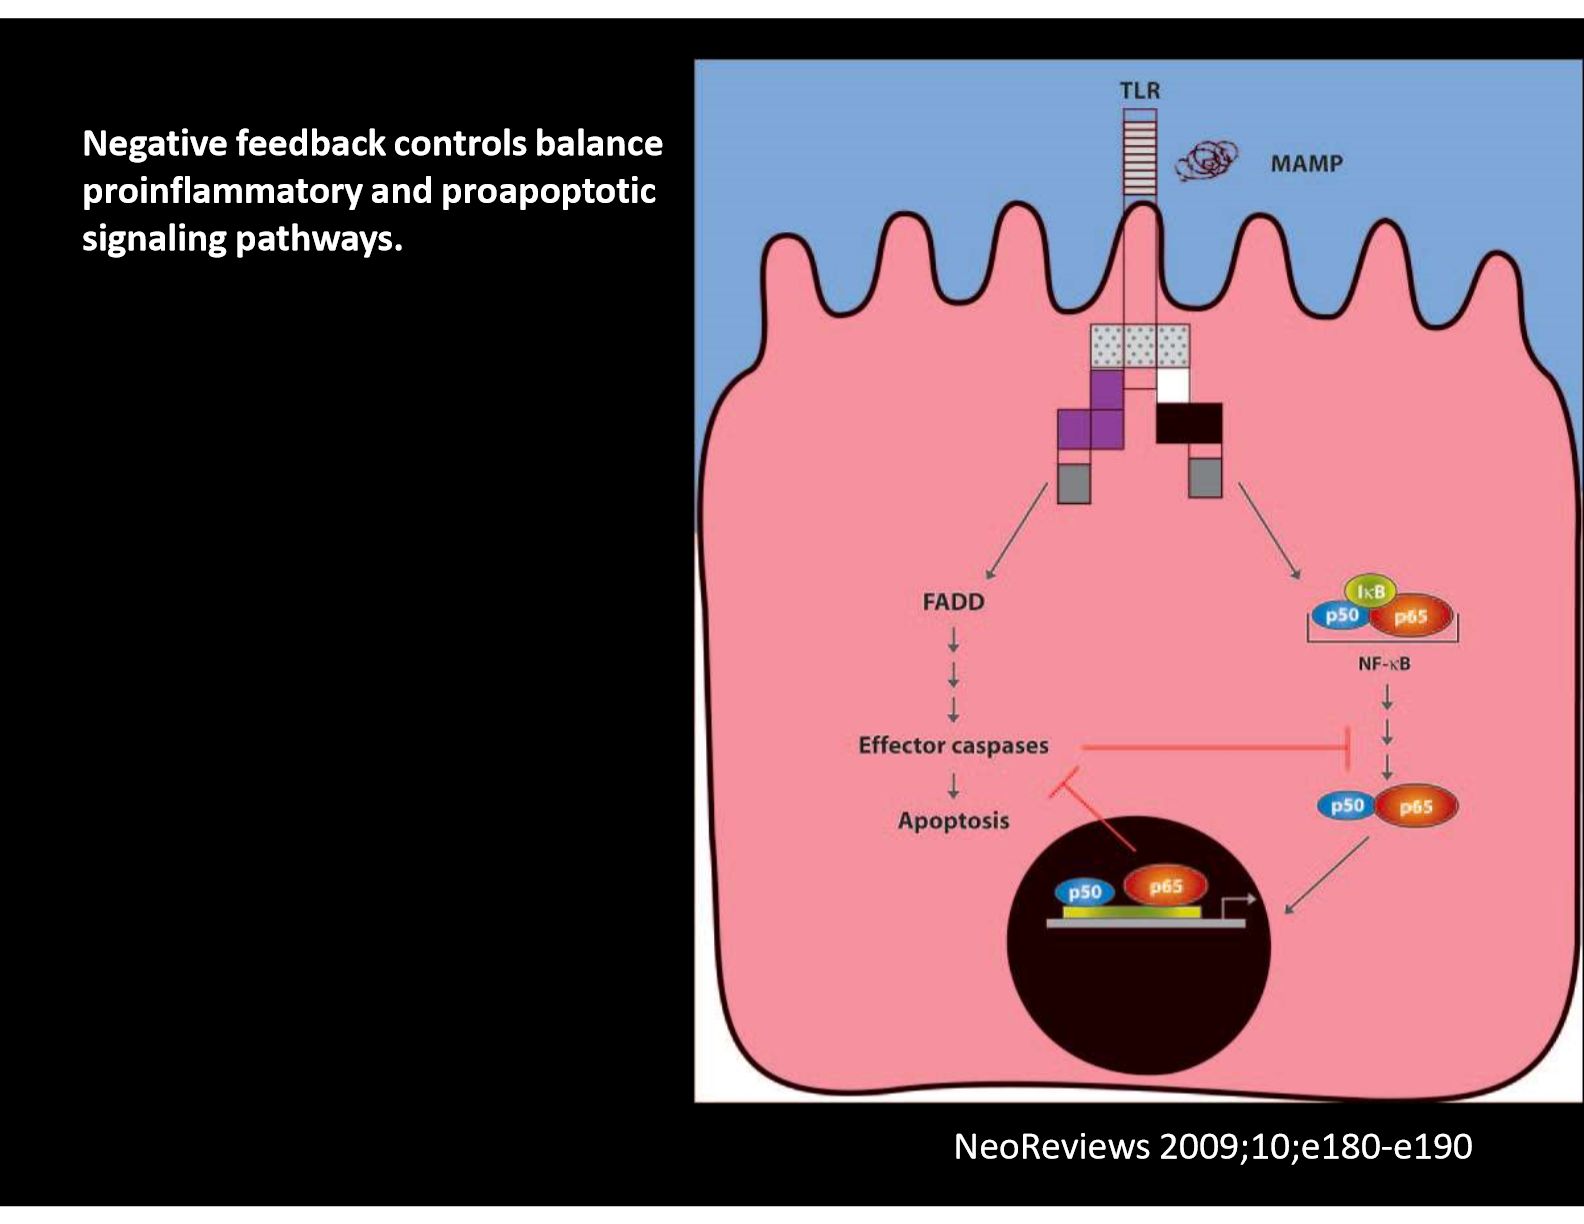 Negative feedback controls balance
proinflammatory and proapoptotic
signaling pathways.
TLR
MAMP
FADD
IκB
p50
p65
NF-κB
Effector caspases
p50
p65
Apoptosis
p50
p65
NeoReviews 2009;10;e180-e190